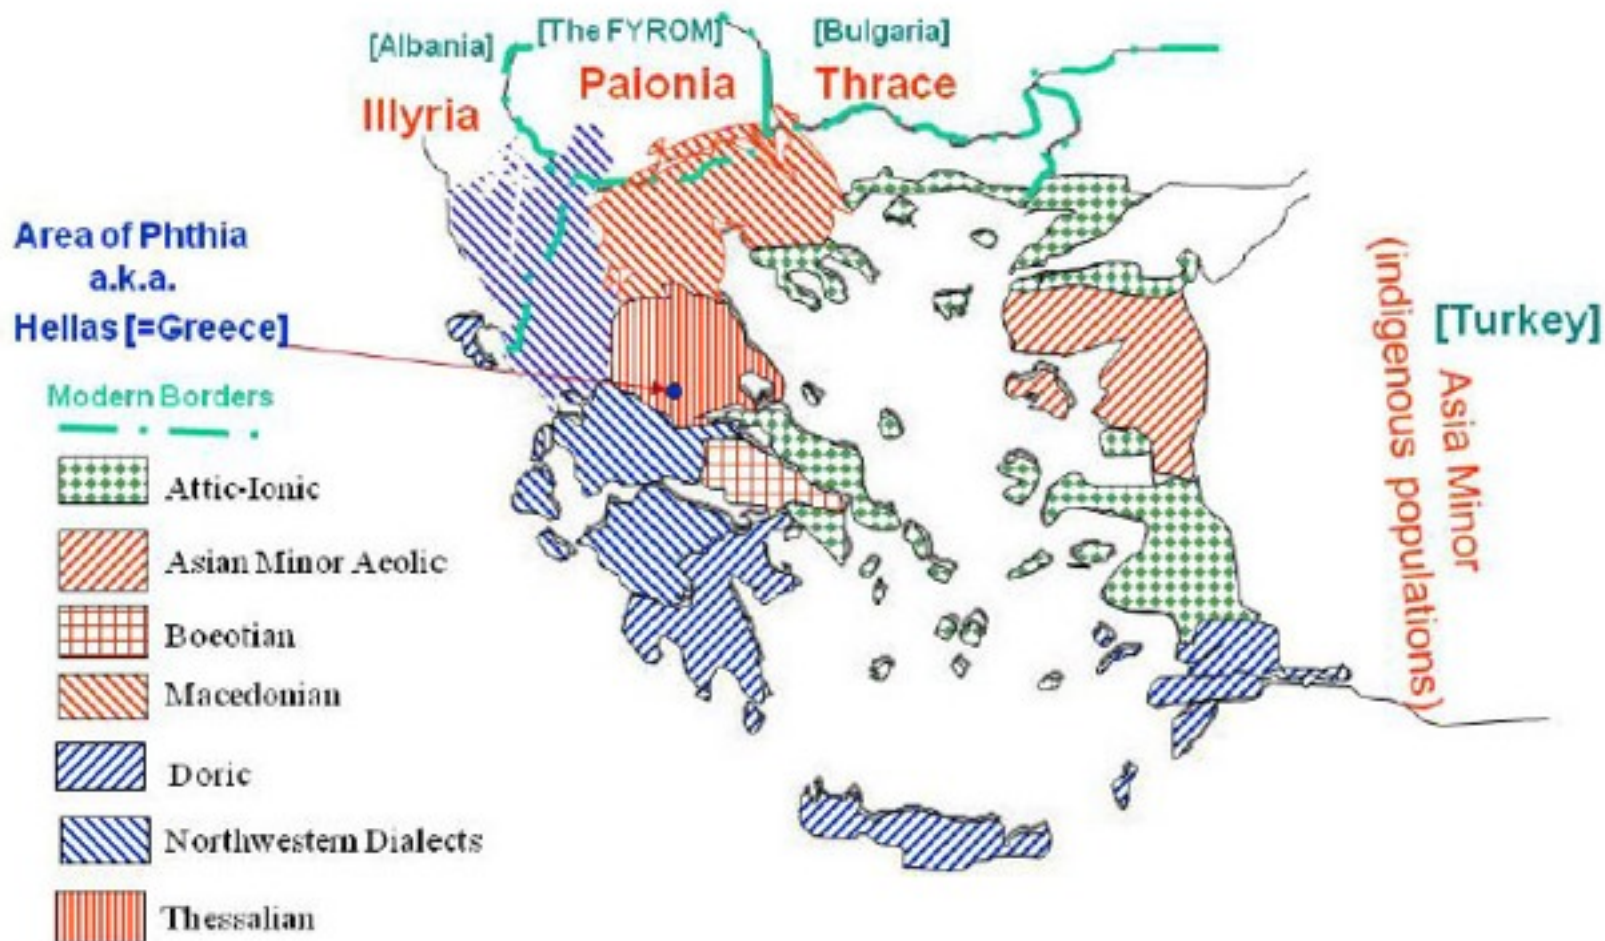 [Albania]
[The FYROM]
[Bulgaria]
Illyria
Paionia
Thrace
Area of Phthia
a.k.a.
Hellas [=Greece]
Modern Borders
Attic-Ionic
Asian Minor Aeolic
Boeotian
Macedonian
Doric
Northwestern Dialects
Thessalian
[Turkey]
Asia Minor
(indigenous populations)